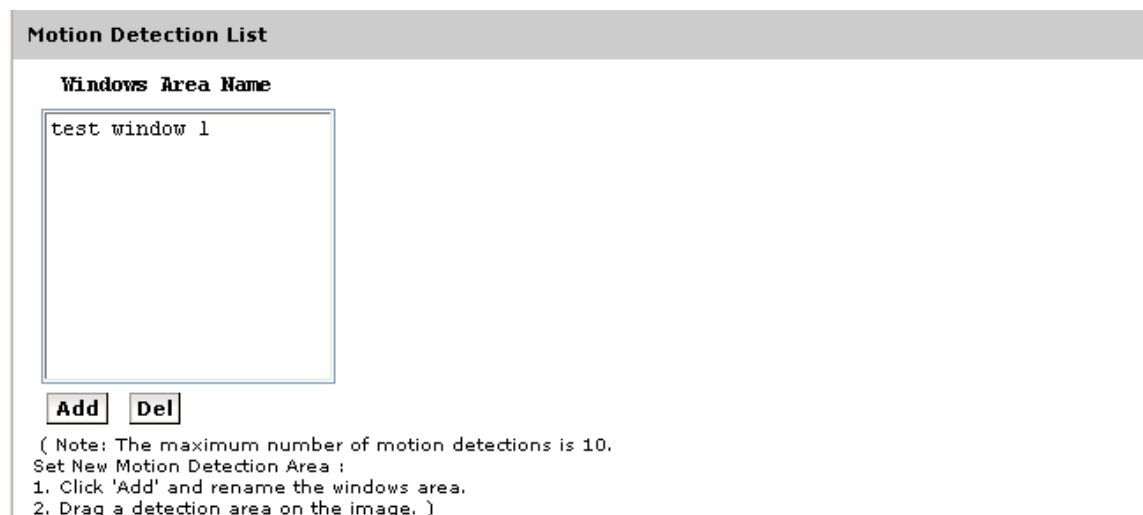 Motion Detection List
Windows Area Name
test window 1
Add Del
( Note: The maximum number of motion detections is 10.
Set New Motion Detection Area :
1. Click 'Add' and rename the windows area.
2. Drag a detection area on the image. )